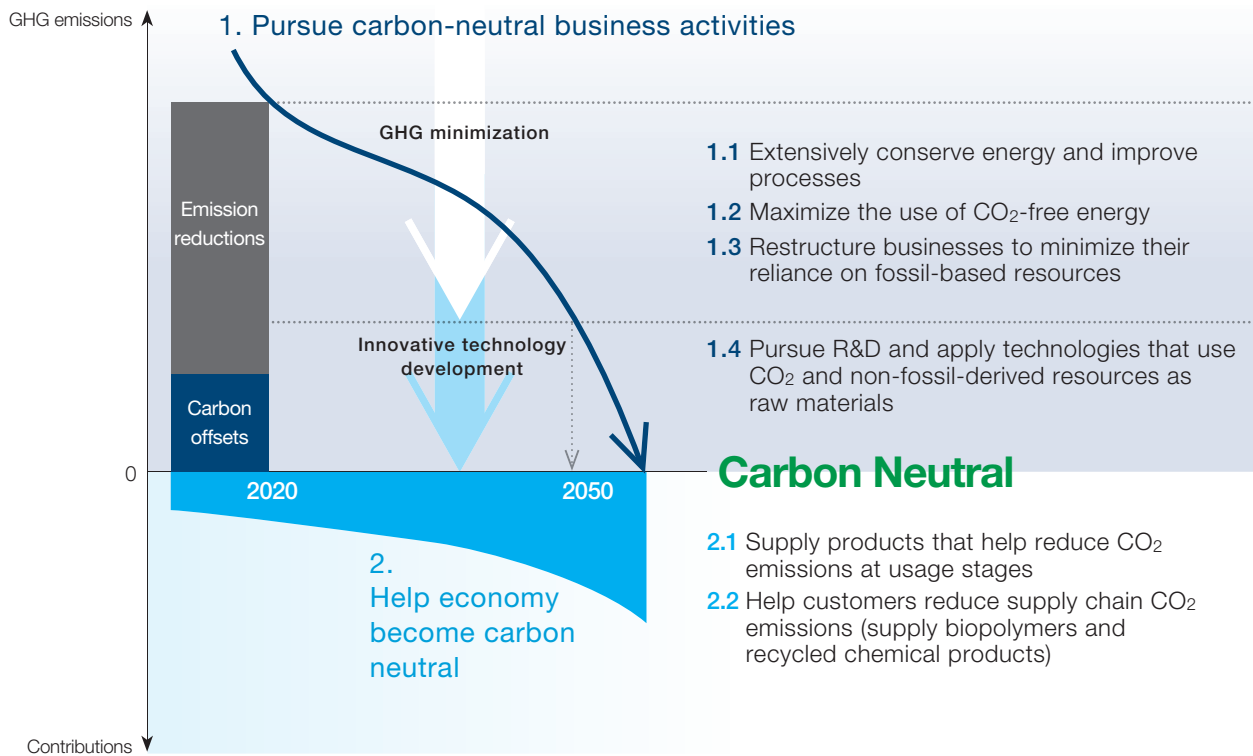 GHG emissions
1. Pursue carbon-neutral business activities
GHG minimization
1.1 Extensively conserve energy and improve
processes
1.2 Maximize the use of CO₂-free energy
1.3 Restructure businesses to minimize their
reliance on fossil-based resources
Emission
reductions
Innovative technology
development
1.4 Pursue R&D and apply technologies that use
CO₂ and non-fossil-derived resources as
raw materials
Carbon
offsets
0
Carbon Neutral
2020
2050
2.
Help economy
become carbon
neutral
2.1 Supply products that help reduce CO₂
emissions at usage stages
2.2 Help customers reduce supply chain CO₂
emissions (supply biopolymers and
recycled chemical products)
Contributions